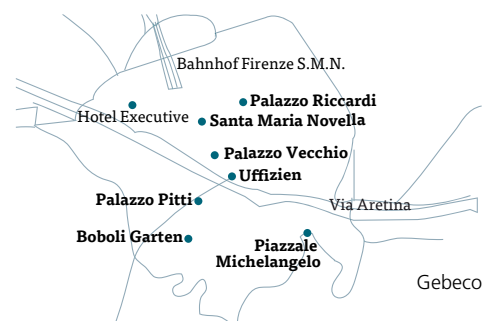 Bahnhof Firenze S.M.N.
Palazzo Riccardi
Hotel Executive
Santa Maria Novella
Palazzo Vecchio
Uffizien
Palazzo Pitti
Via Aretina
Boboli Garten
Piazzale
Michelangelo
Gebeco